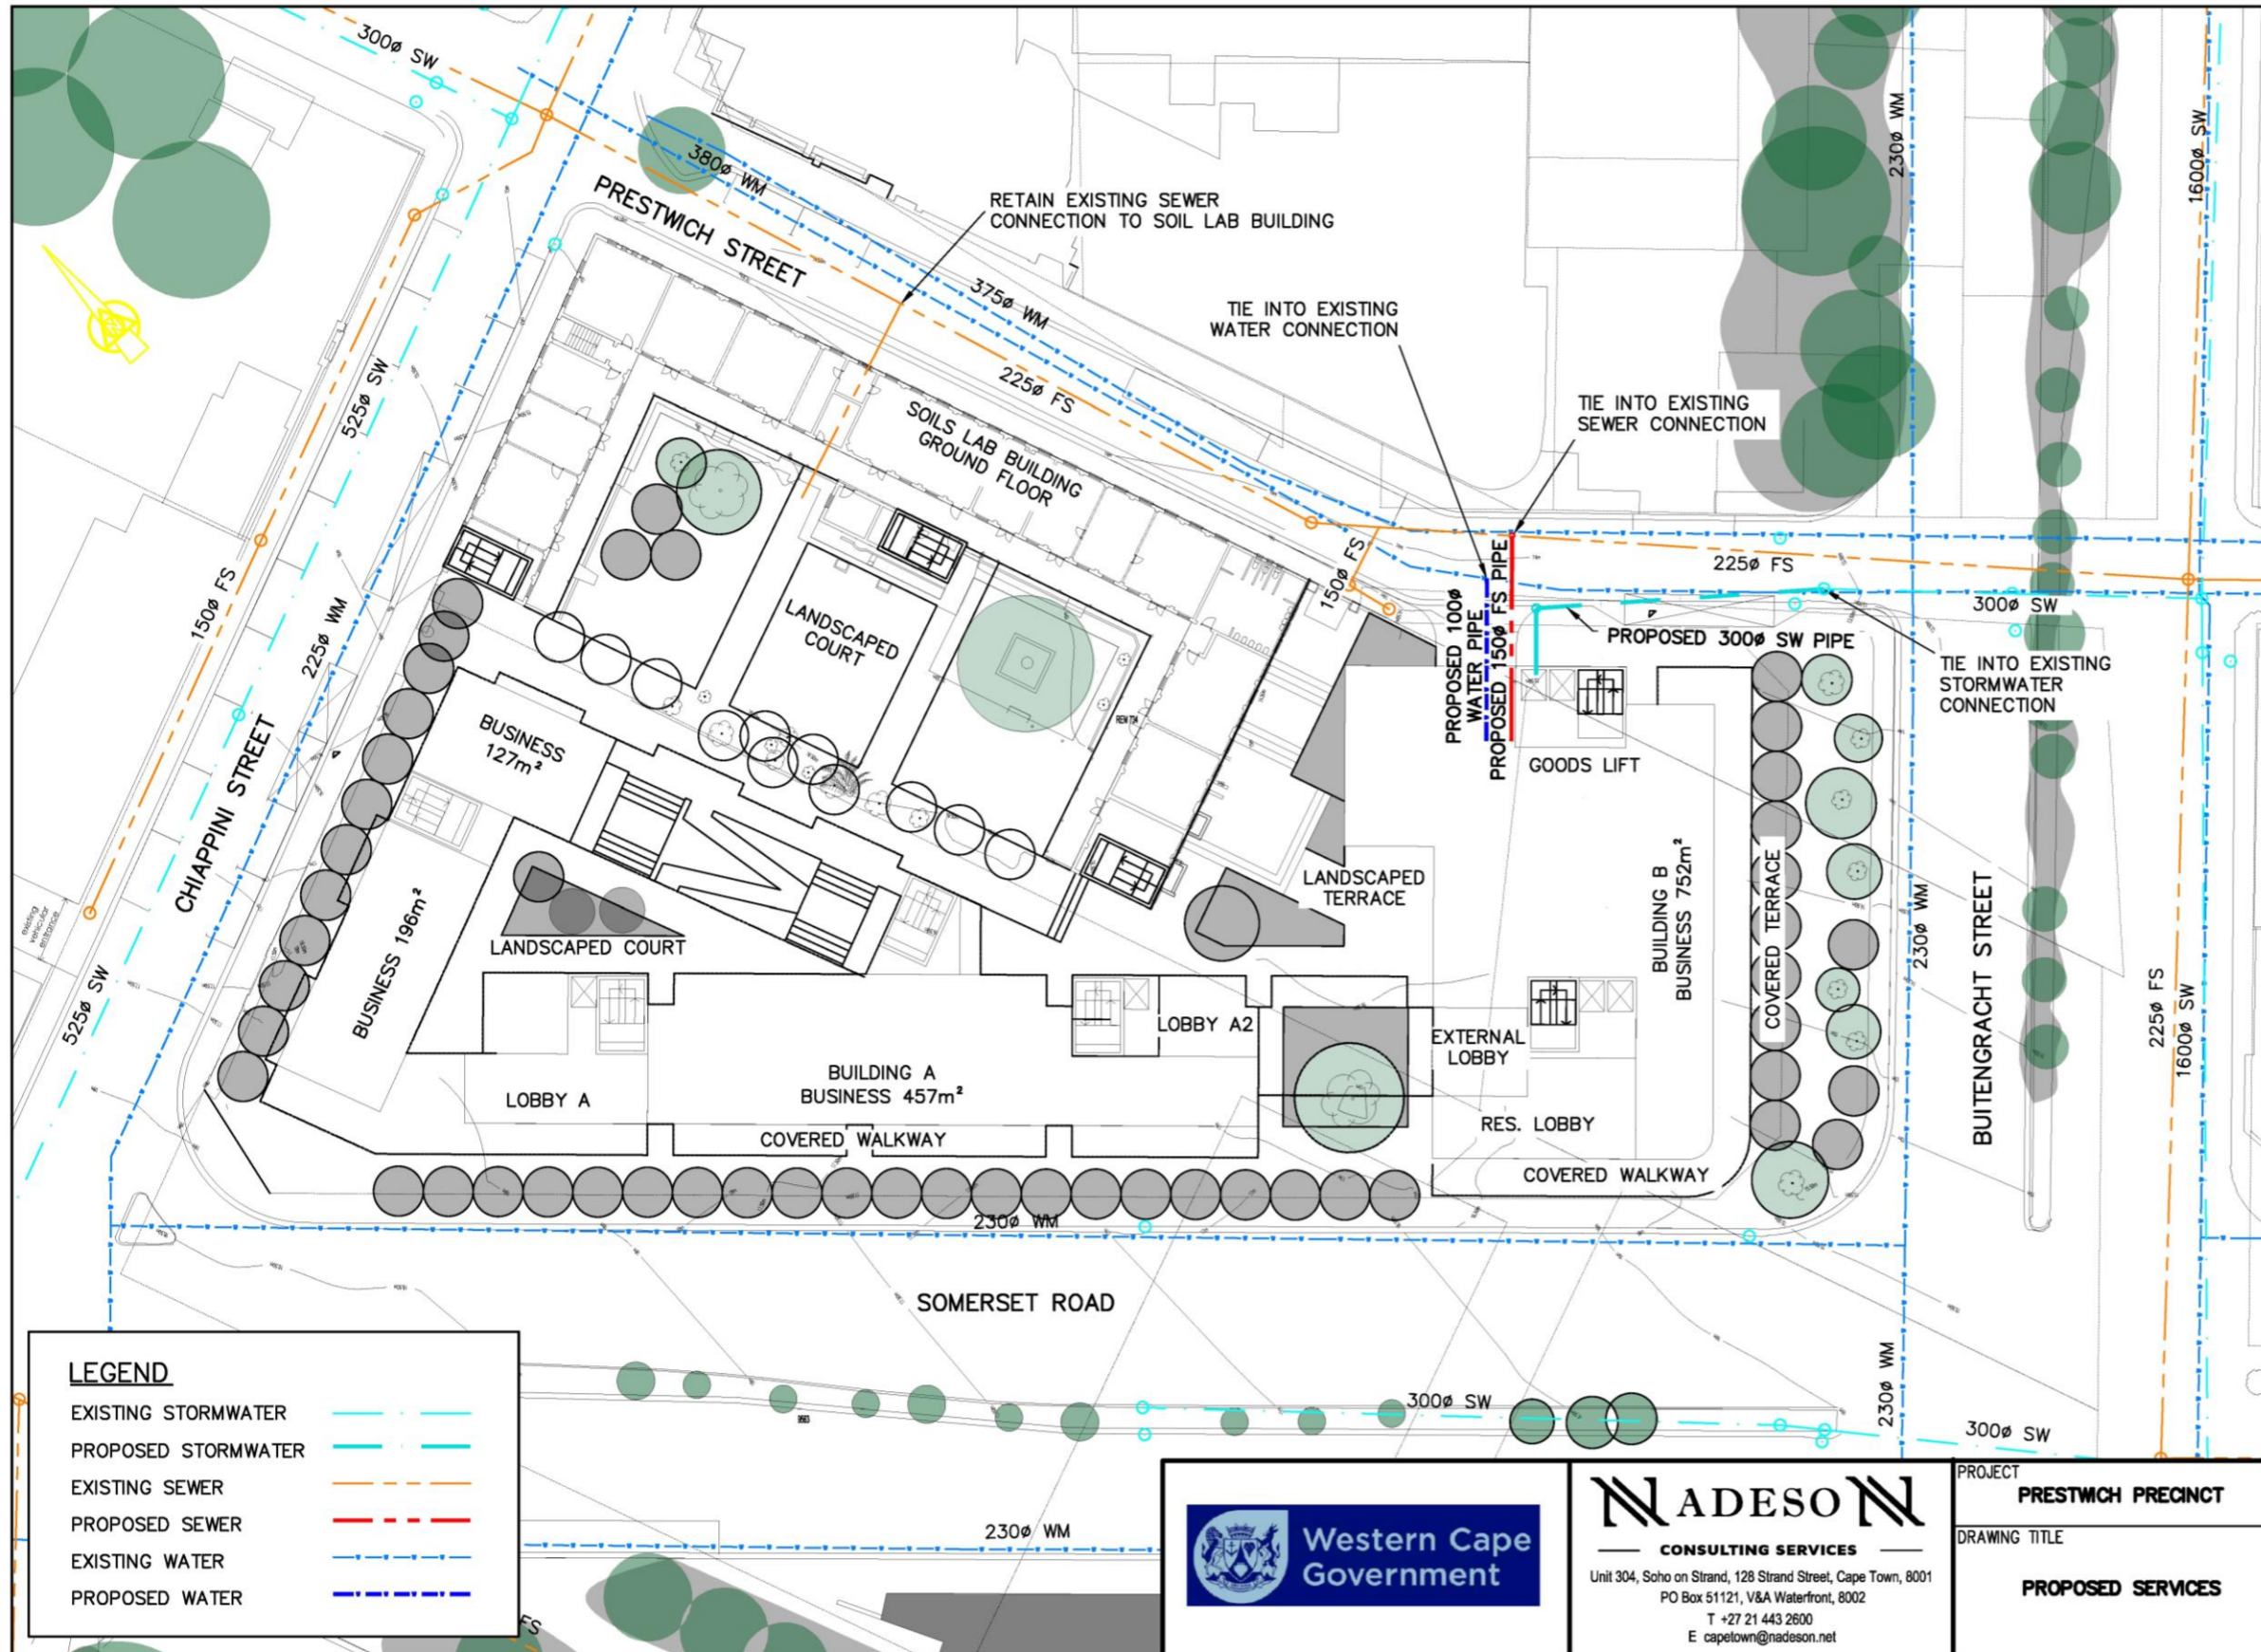 300ø SW
380ø WM
PRESTWICH STREET
RETAIN EXISTING SEWER
CONNECTION TO SOIL LAB BUILDING
230ø WM
1600ø SW
375ø WM
TIE INTO EXISTING
WATER CONNECTION
525ø SW
225ø FS
TIE INTO EXISTING
SEWER CONNECTION
SOILS LAB BUILDING
GROUND FLOOR
150ø FS
225ø WM
150ø FS
225ø FS
300ø SW
PROPOSED 100ø
WATER PIPE
PROPOSED 150ø FS PIPE
PROPOSED 300ø SW PIPE
TIE INTO EXISTING
STORMWATER
CONNECTION
LANDSCAPED
COURT
REM 734
BUSINESS
127m²
GOODS LIFT
CHIAPPINI STREET
existing
vehicular
entrance
BUSINESS 196m²
LANDSCAPED COURT
LANDSCAPED
TERRACE
BUILDING B
BUSINESS 752m²
COVERED TERRACE
230ø WM
BUITENGRACHT STREET
525ø SW
225ø FS
1600ø SW
LOBBY A2
EXTERNAL
LOBBY
LOBBY A
BUILDING A
BUSINESS 457m²
COVERED WALKWAY
RES. LOBBY
COVERED WALKWAY
230ø WM
SOMERSET ROAD
230ø WM
300ø SW
300ø SW
230ø WM
FS
LEGEND
EXISTING STORMWATER
PROPOSED STORMWATER
EXISTING SEWER
PROPOSED SEWER
EXISTING WATER
PROPOSED WATER
Western Cape
Government
NADESON
CONSULTING SERVICES
Unit 304, Soho on Strand, 128 Strand Street, Cape Town, 8001
PO Box 51121, V&A Waterfront, 8002
T +27 21 443 2600
E capetown@nadeson.net
PROJECT
PRESTWICH PRECINCT
DRAWING TITLE
PROPOSED SERVICES